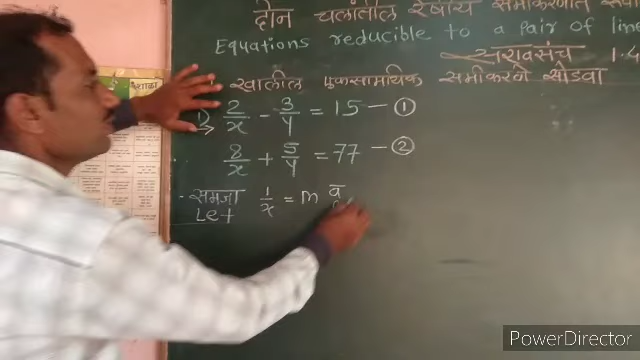 दोन चलांतील रेषीय समीकरणात
Equations reducible to a pair of line
सरावसंच 1.4
खालील एकसामायिक समीकरणे सोडवा
1) 2/x - 3/y = 15 — ①
8/x + 5/y = 77 — ②
समजा 1/x = m व
Let
PowerDirector